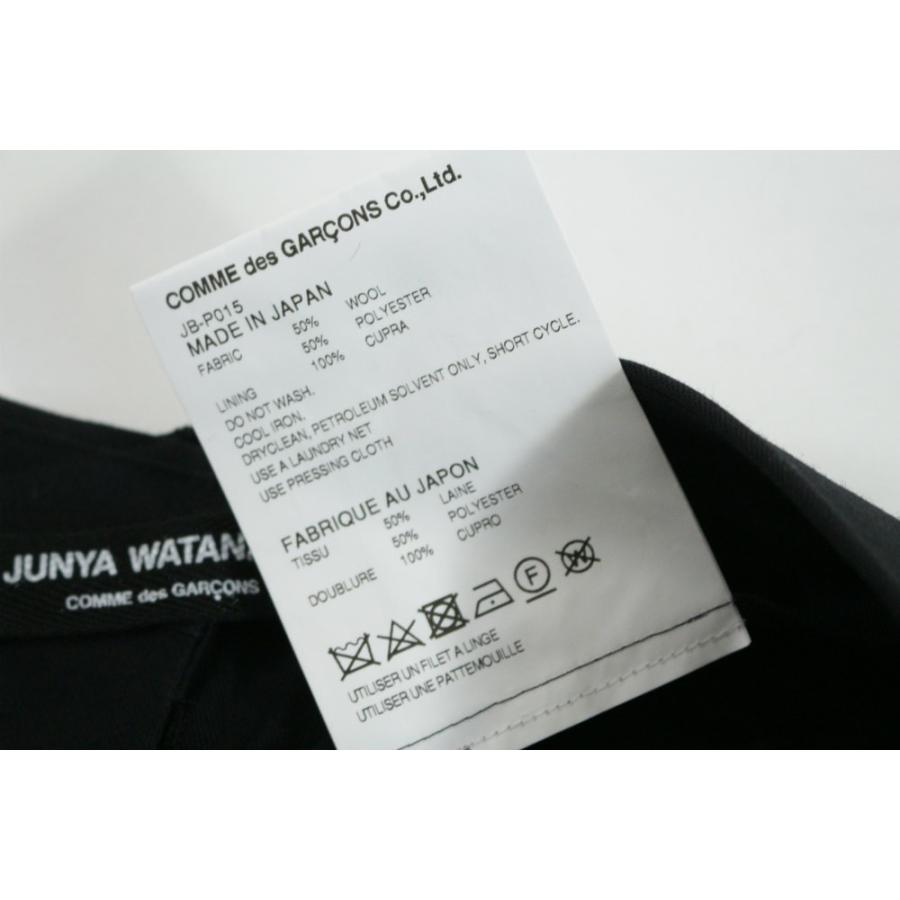 COMME des GARÇONS Co.,Ltd.
JB-P015
MADE IN JAPAN
FABRIC 50% WOOL
50% POLYESTER
LINING 100% CUPRA
DO NOT WASH.
COOL IRON.
DRYCLEAN, PETROLEUM SOLVENT ONLY, SHORT CYCLE.
USE A LAUNDRY NET
USE PRESSING CLOTH
FABRIQUE AU JAPON
TISSU 50% LAINE
50% POLYESTER
DOUBLURE 100% CUPRO
F W
UTILISER UN FILET A LINGE
UTILISER UNE PATTEMOUILLE
JUNYA
COMME des GARÇONS